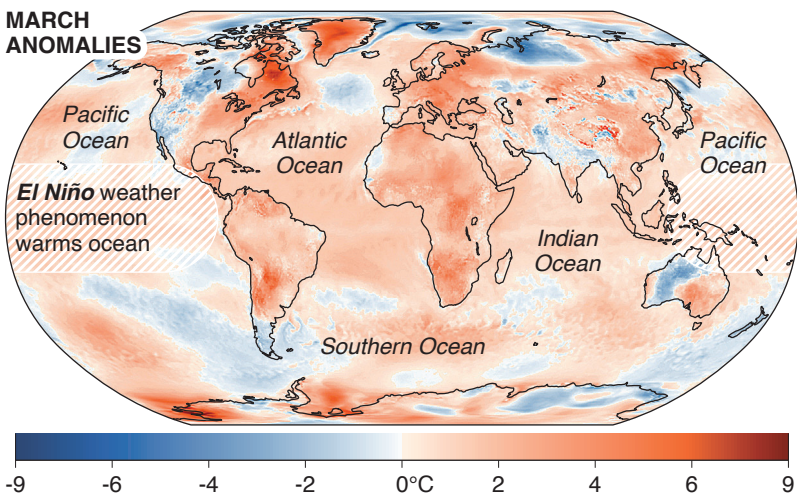 MARCH
ANOMALIES
Pacific
Ocean
Atlantic
Ocean
Pacific
Ocean
El Niño weather
phenomenon
warms ocean
Indian
Ocean
Southern Ocean
-9 -6 -4 -2 0°C 2 4 6 9